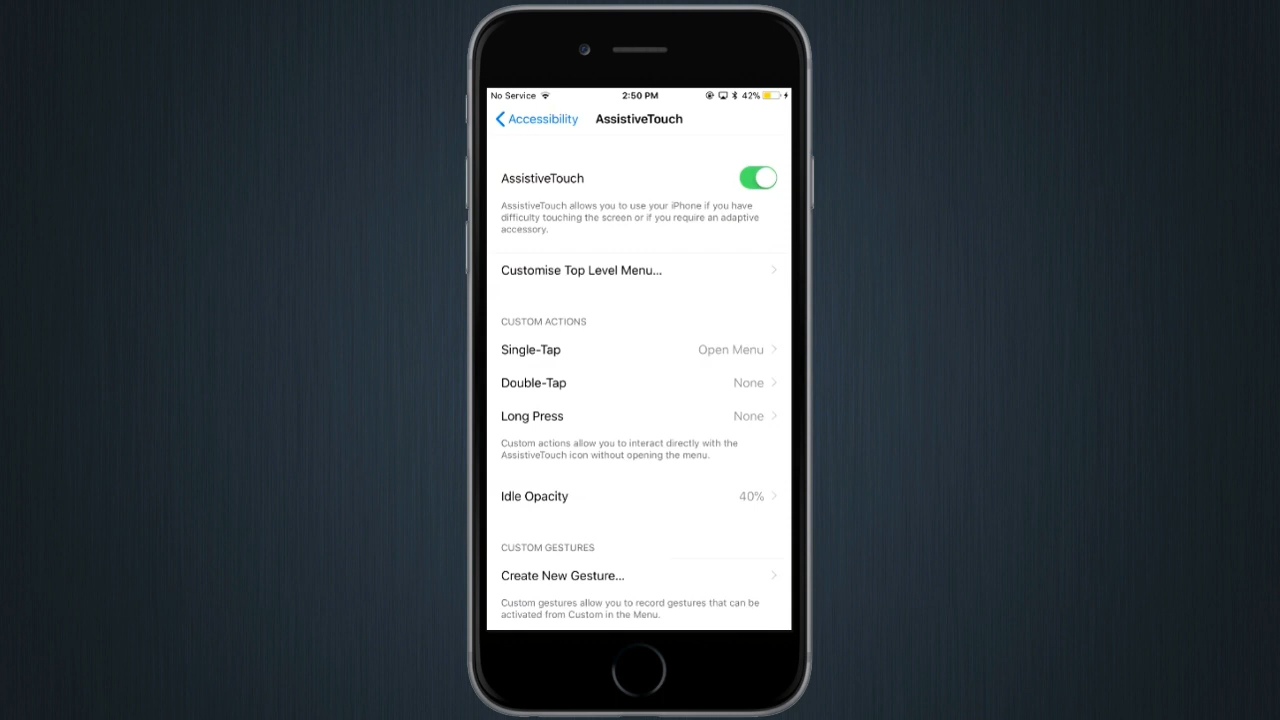 No Service 2:50 PM 42%
Accessibility AssistiveTouch
AssistiveTouch
AssistiveTouch allows you to use your iPhone if you have
difficulty touching the screen or if you require an adaptive
accessory.
Customise Top Level Menu...
CUSTOM ACTIONS
Single-Tap Open Menu
Double-Tap None
Long Press None
Custom actions allow you to interact directly with the
AssistiveTouch icon without opening the menu.
Idle Opacity 40%
CUSTOM GESTURES
Create New Gesture...
Custom gestures allow you to record gestures that can be
activated from Custom in the Menu.